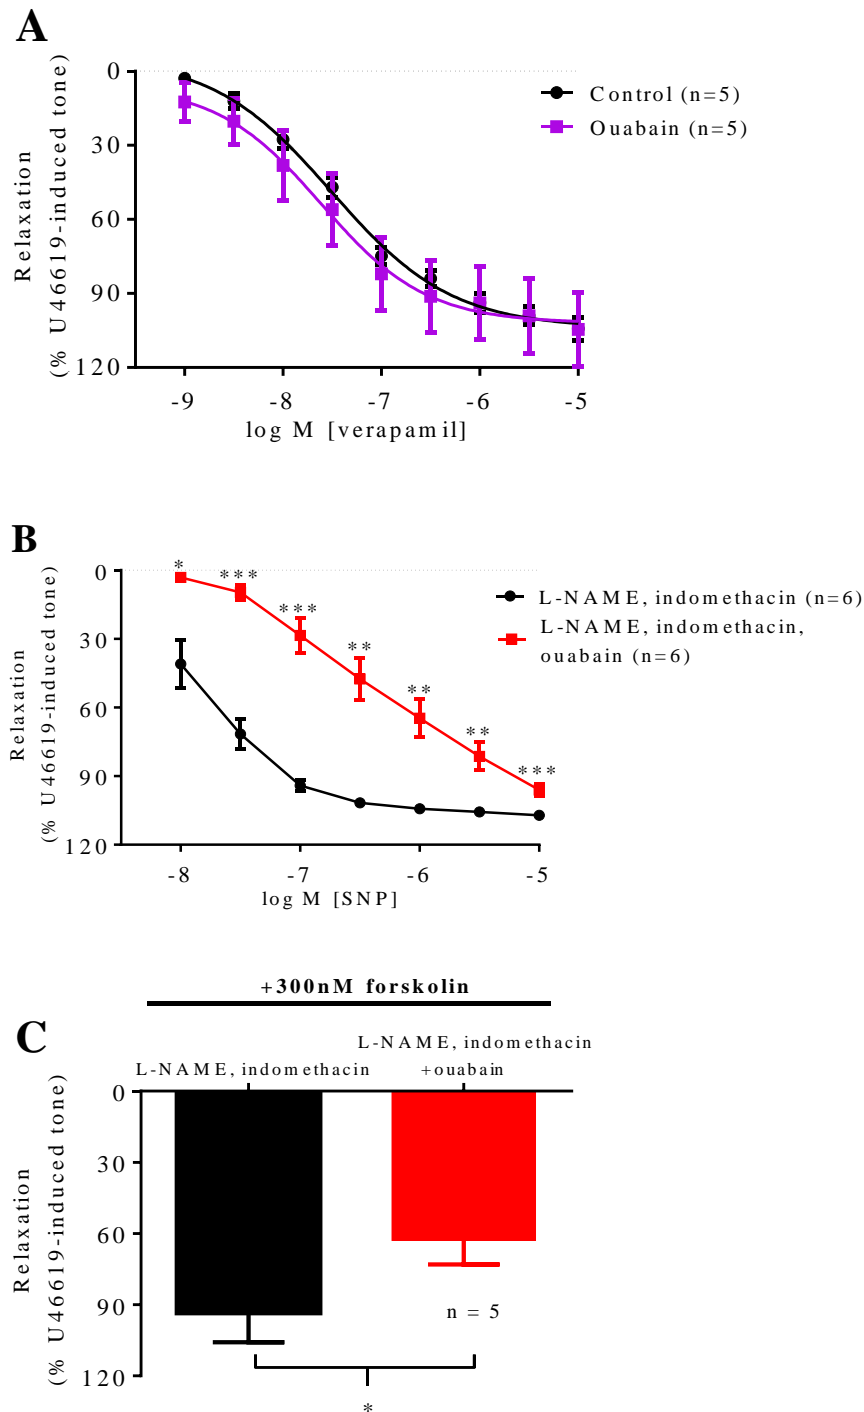 A
Relaxation
(% U46619-induced tone)
0
30
60
90
120
-9 -8 -7 -6 -5
log M [verapamil]
Control (n=5)
Ouabain (n=5)
B
Relaxation
(% U46619-induced tone)
0
30
60
90
120
* *** *** ** ** ** ***
-8 -7 -6 -5
log M [SNP]
L-NAME, indomethacin (n=6)
L-NAME, indomethacin,
ouabain (n=6)
+300nM forskolin
C
L-NAME, indomethacin
L-NAME, indomethacin
+ouabain
Relaxation
(% U46619-induced tone)
0
30
60
90
120
n = 5
*